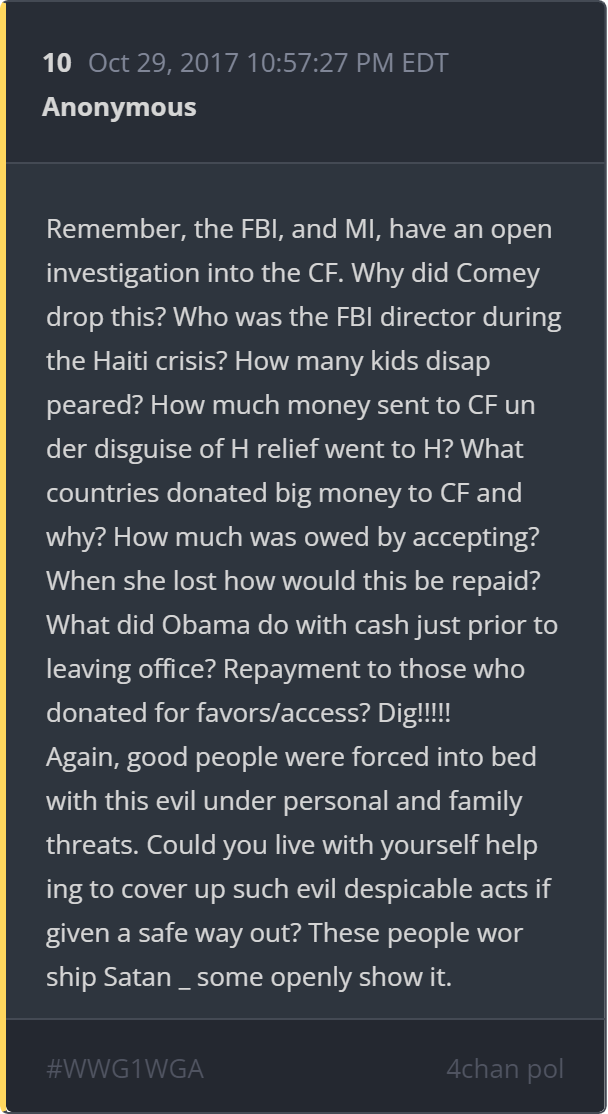 10 Oct 29, 2017 10:57:27 PM EDT
Anonymous
Remember, the FBI, and MI, have an open
investigation into the CF. Why did Comey
drop this? Who was the FBI director during
the Haiti crisis? How many kids disap
peared? How much money sent to CF un
der disguise of H relief went to H? What
countries donated big money to CF and
why? How much was owed by accepting?
When she lost how would this be repaid?
What did Obama do with cash just prior to
leaving office? Repayment to those who
donated for favors/access? Dig!!!!!
Again, good people were forced into bed
with this evil under personal and family
threats. Could you live with yourself help
ing to cover up such evil despicable acts if
given a safe way out? These people wor
ship Satan _ some openly show it.
#WWG1WGA 4chan pol